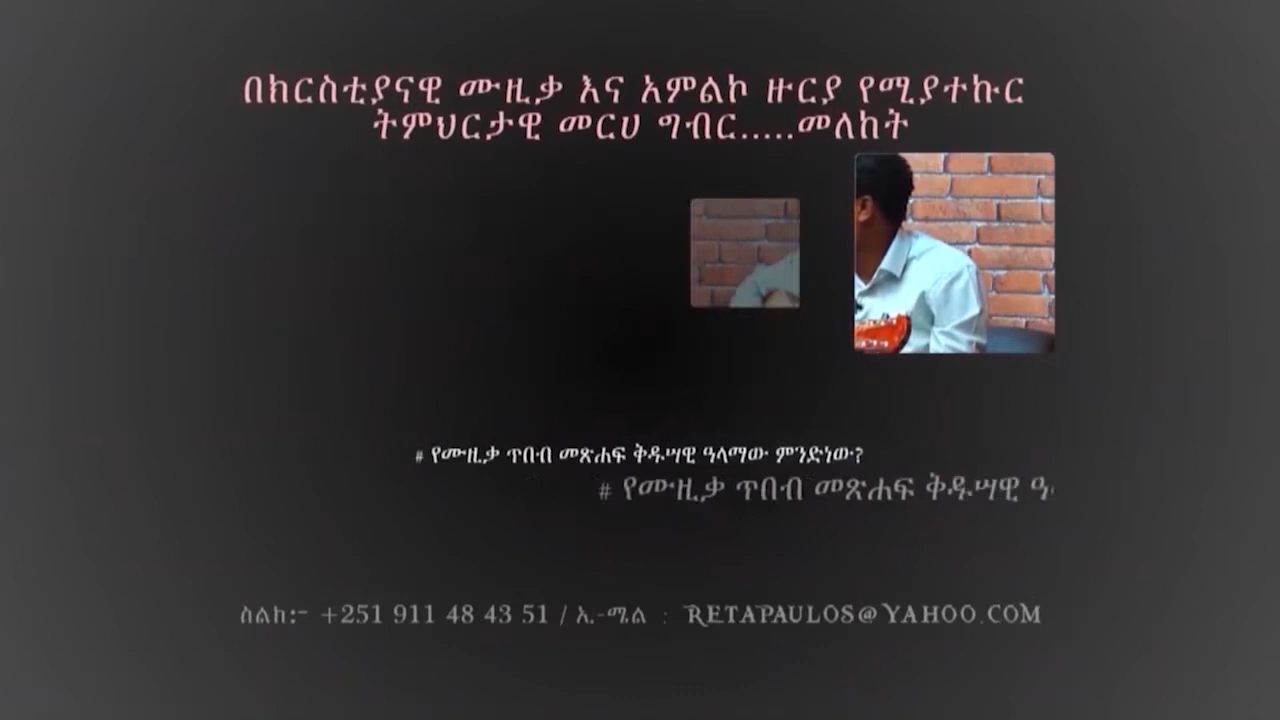 በክርስቲያናዊ ሙዚቃ እና አምልኮ ዙርያ የሚያተኩር
ትምህርታዊ መርሀ ግብር.....መለከት
# የሙዚቃ ጥበብ መጽሐፍ ቅዱሣዊ ዓላማው ምንድነው?
# የሙዚቃ ጥበብ መጽሐፍ ቅዱሣዊ
ስልክ:- +251 911 48 43 51 / ኢ.-ሜል : RETAPAULOS@YAHOO.COM